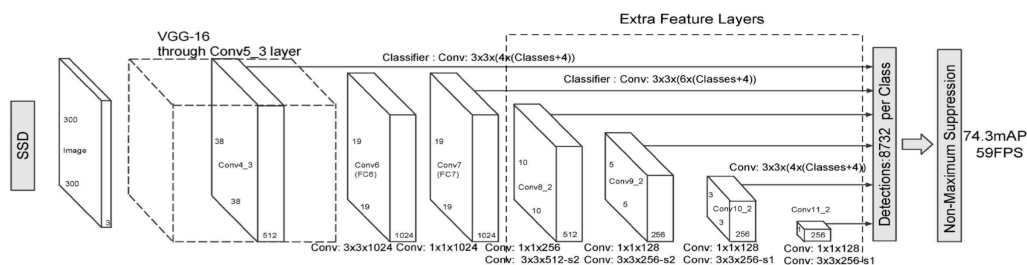 Extra Feature Layers
VGG-16
through Conv5_3 layer
Classifier : Conv: 3x3x(4x(Classes+4))
Classifier : Conv: 3x3x(6x(Classes+4))
SSD
300
Image
300
3
38
Conv4_3
38
512
19
Conv6
(FC6)
19
1024
19
Conv7
(FC7)
19
1024
10
Conv8_2
10
512
5
Conv9_2
5
256
Conv: 3x3x(4x(Classes+4))
3
Conv10_2
3
256
Conv11_2
1
256
Detections:8732 per Class
Non-Maximum Suppression
74.3mAP
59FPS
Conv: 3x3x1024
Conv: 1x1x1024
Conv: 1x1x256
Conv: 3x3x512-s2
Conv: 1x1x128
Conv: 3x3x256-s2
Conv: 1x1x128
Conv: 3x3x256-s1
Conv: 1x1x128
Conv: 3x3x256-s1